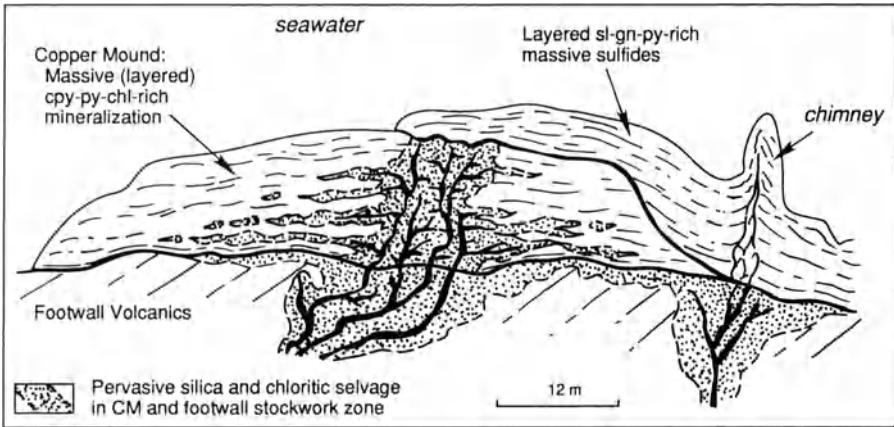 seawater
Copper Mound:
Massive (layered)
cpy-py-chl-rich
mineralization
Layered sl-gn-py-rich
massive sulfides
chimney
Footwall Volcanics
Pervasive silica and chloritic selvage
in CM and footwall stockwork zone
12 m